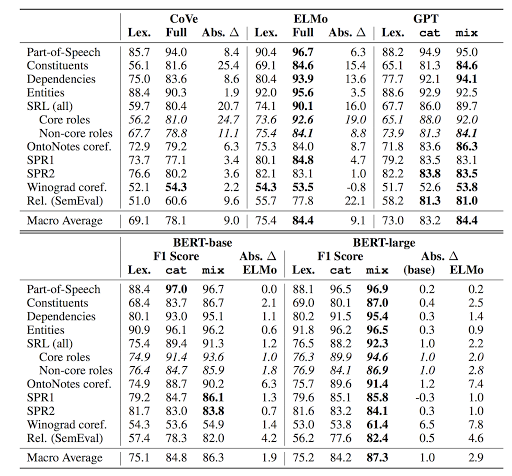 CoVe ELMo GPT
Lex. Full Abs. Δ Lex. Full Abs. Δ Lex. cat mix
Part-of-Speech 85.7 94.0 8.4 90.4 96.7 6.3 88.2 94.9 95.0
Constituents 56.1 81.6 25.4 69.1 84.6 15.4 65.1 81.3 84.6
Dependencies 75.0 83.6 8.6 80.4 93.9 13.6 77.7 92.1 94.1
Entities 88.4 90.3 1.9 92.0 95.6 3.5 88.6 92.9 92.5
SRL (all) 59.7 80.4 20.7 74.1 90.1 16.0 67.7 86.0 89.7
Core roles 56.2 81.0 24.7 73.6 92.6 19.0 65.1 88.0 92.0
Non-core roles 67.7 78.8 11.1 75.4 84.1 8.8 73.9 81.3 84.1
OntoNotes coref. 72.9 79.2 6.3 75.3 84.0 8.7 71.8 83.6 86.3
SPR1 73.7 77.1 3.4 80.1 84.8 4.7 79.2 83.5 83.1
SPR2 76.6 80.2 3.6 82.1 83.1 1.0 82.2 83.8 83.5
Winograd coref. 52.1 54.3 2.2 54.3 53.5 -0.8 51.7 52.6 53.8
Rel. (SemEval) 51.0 60.6 9.6 55.7 77.8 22.1 58.2 81.3 81.0
Macro Average 69.1 78.1 9.0 75.4 84.4 9.1 73.0 83.2 84.4
BERT-base BERT-large
F1 Score Abs. Δ F1 Score Abs. Δ
Lex. cat mix ELMo Lex. cat mix (base) ELMo
Part-of-Speech 88.4 97.0 96.7 0.0 88.1 96.5 96.9 0.2 0.2
Constituents 68.4 83.7 86.7 2.1 69.0 80.1 87.0 0.4 2.5
Dependencies 80.1 93.0 95.1 1.1 80.2 91.5 95.4 0.3 1.4
Entities 90.9 96.1 96.2 0.6 91.8 96.2 96.5 0.3 0.9
SRL (all) 75.4 89.4 91.3 1.2 76.5 88.2 92.3 1.0 2.2
Core roles 74.9 91.4 93.6 1.0 76.3 89.9 94.6 1.0 2.0
Non-core roles 76.4 84.7 85.9 1.8 76.9 84.1 86.9 1.0 2.8
OntoNotes coref. 74.9 88.7 90.2 6.3 75.7 89.6 91.4 1.2 7.4
SPR1 79.2 84.7 86.1 1.3 79.6 85.1 85.8 -0.3 1.0
SPR2 81.7 83.0 83.8 0.7 81.6 83.2 84.1 0.3 1.0
Winograd coref. 54.3 53.6 54.9 1.4 53.0 53.8 61.4 6.5 7.8
Rel. (SemEval) 57.4 78.3 82.0 4.2 56.2 77.6 82.4 0.5 4.6
Macro Average 75.1 84.8 86.3 1.9 75.2 84.2 87.3 1.0 2.9